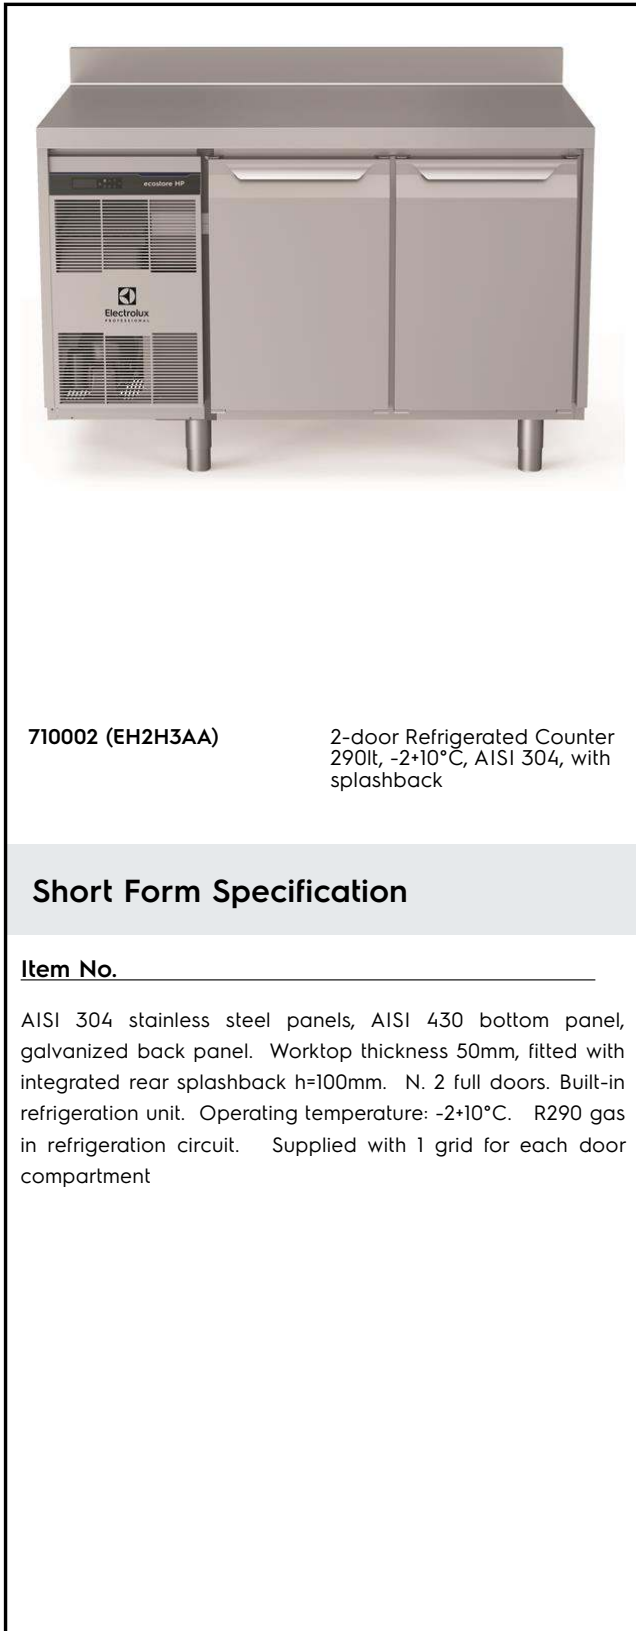 ecostore HP
Electrolux
PROFESSIONAL
710002 (EH2H3AA)
2-door Refrigerated Counter
290lt, -2+10°C, AISI 304, with
splashback
Short Form Specification
Item No.
AISI 304 stainless steel panels, AISI 430 bottom panel,
galvanized back panel. Worktop thickness 50mm, fitted with
integrated rear splashback h=100mm. N. 2 full doors. Built-in
refrigeration unit. Operating temperature: -2+10°C. R290 gas
in refrigeration circuit. Supplied with 1 grid for each door
compartment